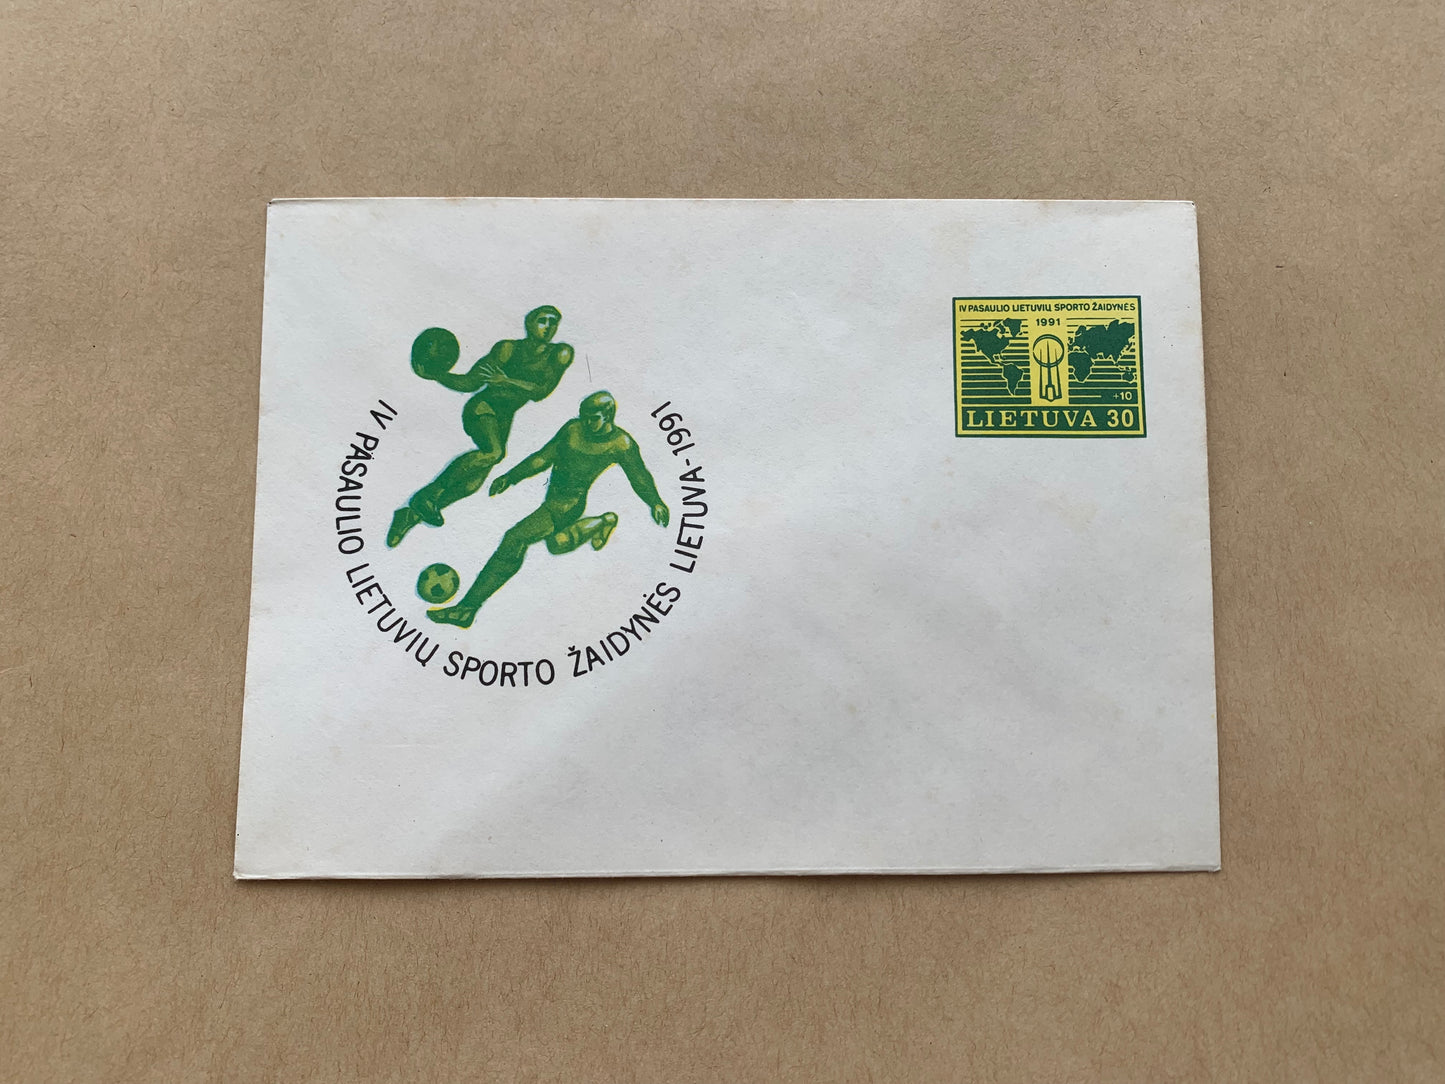 IV PASAULIO LIETUVIŲ SPORTO ŽAIDYNĖS LIETUVA-1991
IV PASAULIO LIETUVIŲ SPORTO ŽAIDYNĖS
1991
+10
LIETUVA 30